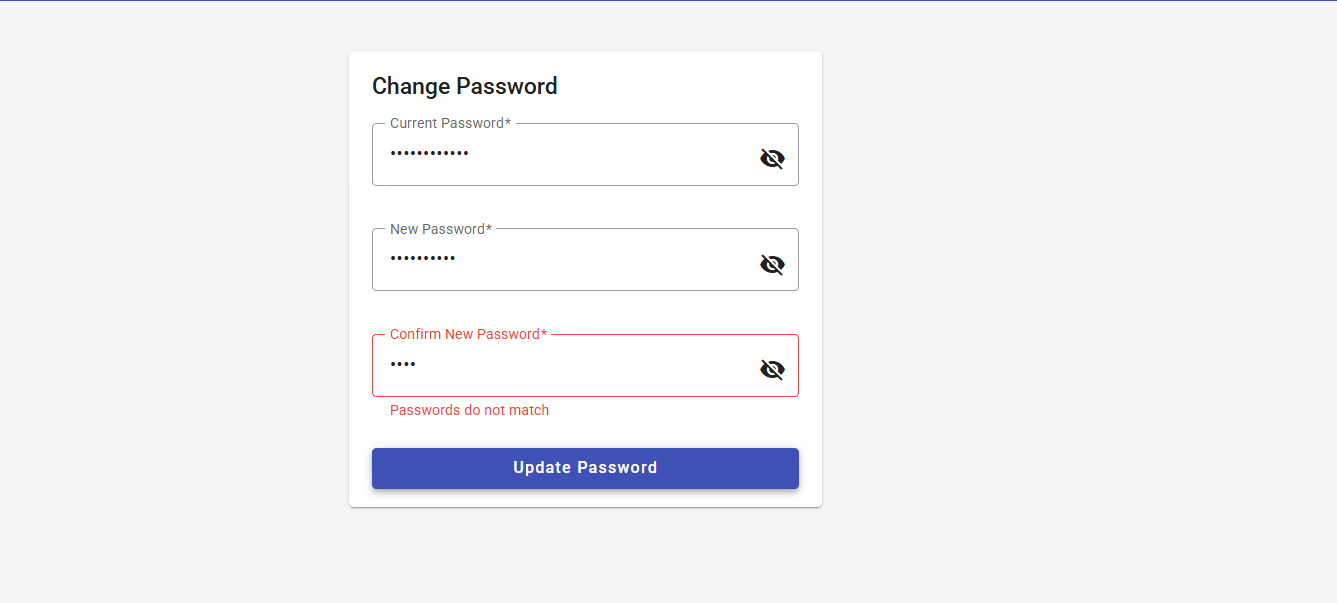 Change Password
Current Password*
••••••••••••
New Password*
••••••••••
Confirm New Password*
••••
Passwords do not match
Update Password